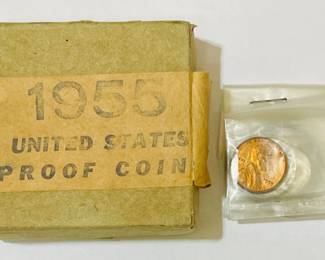 1955
UNITED STATES
PROOF COIN